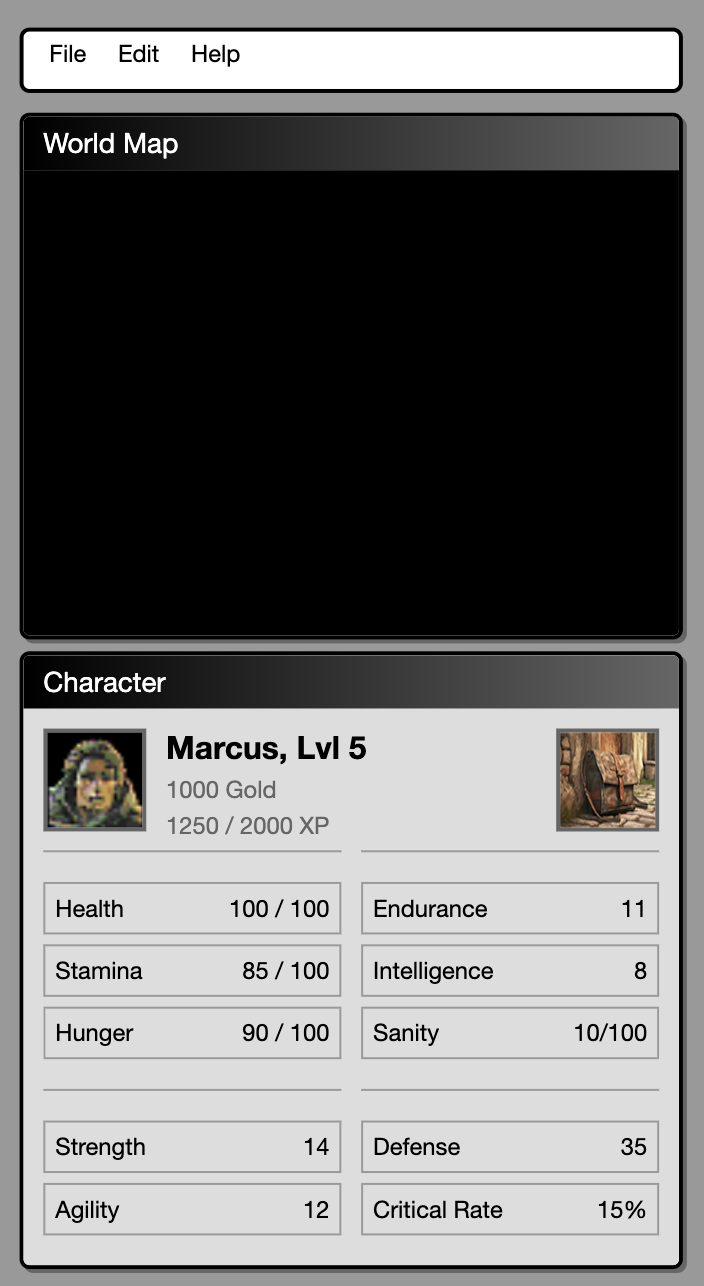 File Edit Help
World Map
Character
Marcus, Lvl 5
1000 Gold
1250 / 2000 XP
Health 100 / 100
Endurance 11
Stamina 85 / 100
Intelligence 8
Hunger 90 / 100
Sanity 10/100
Strength 14
Defense 35
Agility 12
Critical Rate 15%